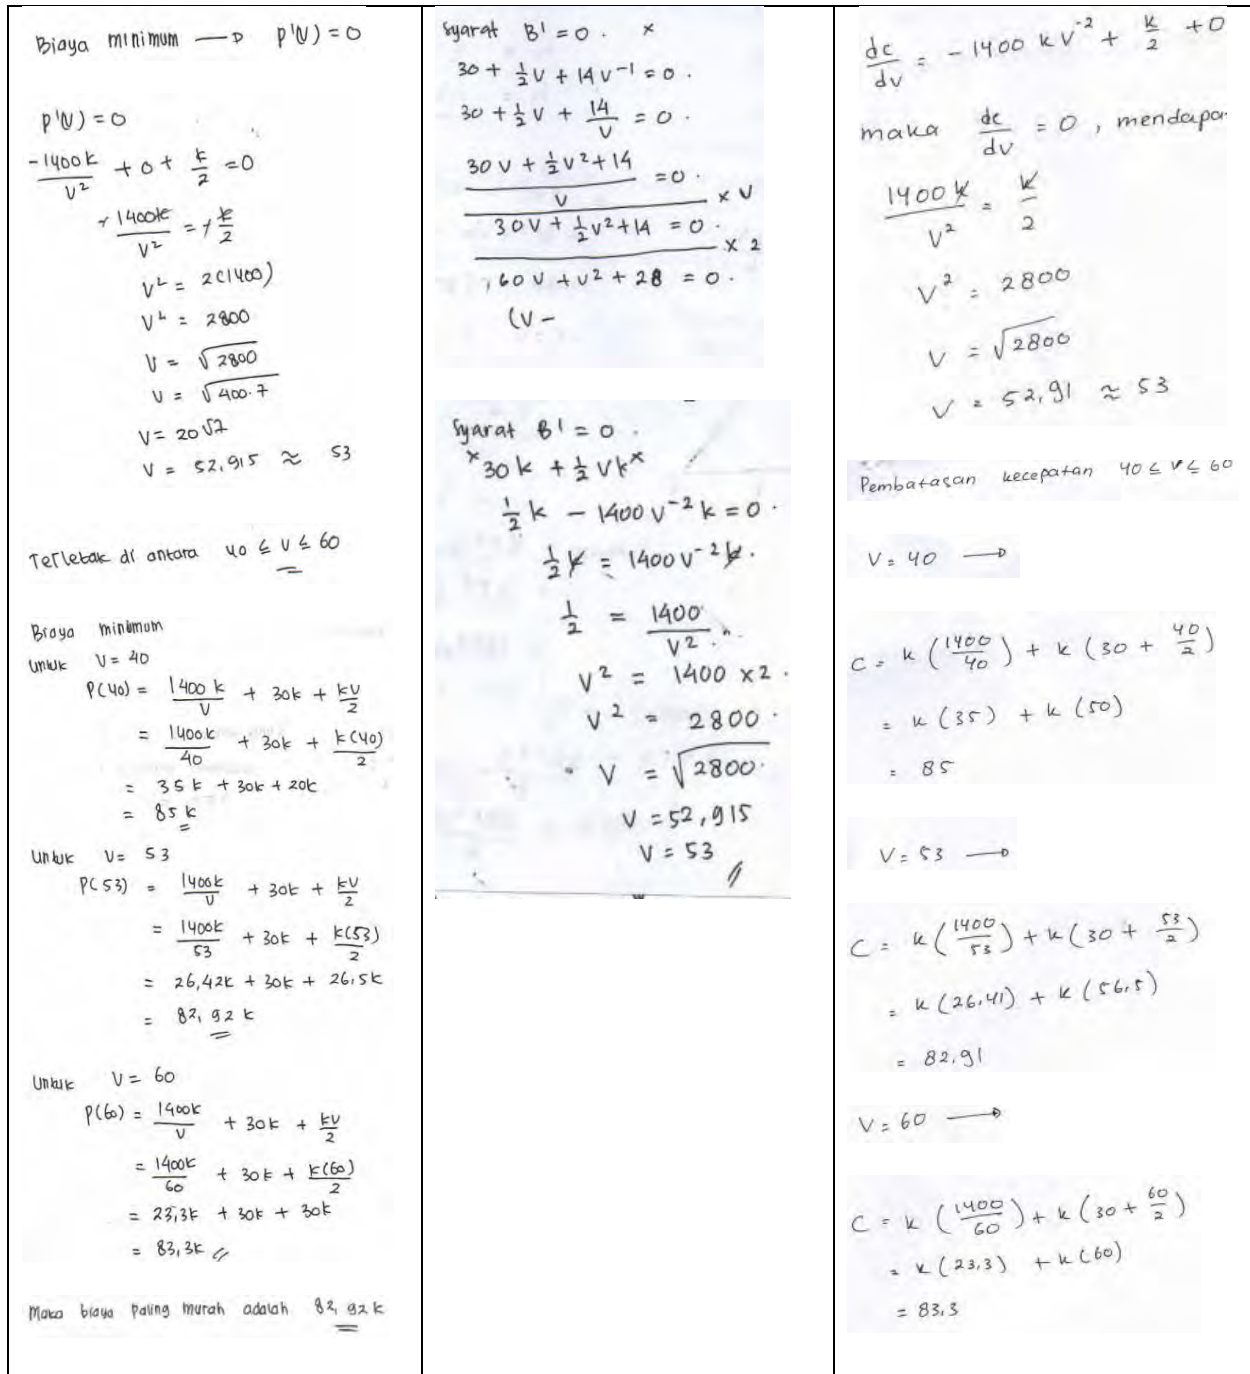 Biaya minimum → P'(V) = 0
P'(V) = 0
-1400k/V² + 0 + k/2 = 0
-1400k/V² = -k/2
V² = 2(1400)
V² = 2800
V = √2800
V = √400.7
V = 20√7
V = 52,915 ≈ 53
Terletak di antara 40 ≤ V ≤ 60
Biaya minimum
Untuk V = 40
P(40) = 1400k/V + 30k + kV/2
= 1400k/40 + 30k + k(40)/2
= 35k + 30k + 20k
= 85k
Untuk V = 53
P(53) = 1400k/V + 30k + kV/2
= 1400k/53 + 30k + k(53)/2
= 26,42k + 30k + 26,5k
= 82,92k
Untuk V = 60
P(60) = 1400k/V + 30k + kV/2
= 1400k/60 + 30k + k(60)/2
= 23,3k + 30k + 30k
= 83,3k //
Maka biaya paling murah adalah 82,92k
Syarat B' = 0. x
30 + ½v + 14v⁻¹ = 0.
30 + ½v + 14/v = 0.
30v + ½v² + 14 / v = 0.
x v
30v + ½v² + 14 = 0.
x 2
60v + v² + 28 = 0.
(v -
Syarat B' = 0.
x 30k + ½vk x
½k - 1400v⁻²k = 0.
½k = 1400v⁻²k.
½ = 1400/v².
v² = 1400 x 2.
v² = 2800.
v = √2800.
v = 52,915
v = 53 //
dc/dv = -1400kv⁻² + k/2 + 0
maka dc/dv = 0, mendapa
1400k/v² = k/2
v² = 2800
v = √2800
v = 52,91 ≈ 53
Pembatasan kecepatan 40 ≤ v ≤ 60
V = 40 →
C = k(1400/40) + k(30 + 40/2)
= k(35) + k(50)
= 85
V = 53 →
C = k(1400/53) + k(30 + 53/2)
= k(26,41) + k(56,5)
= 82,91
V = 60 →
C = k(1400/60) + k(30 + 60/2)
= k(23,3) + k(60)
= 83,3